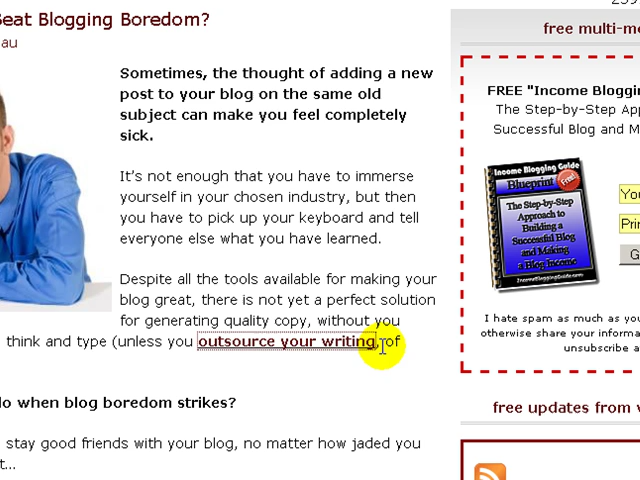 Beat Blogging Boredom?
au
Sometimes, the thought of adding a new
post to your blog on the same old
subject can make you feel completely
sick.
It's not enough that you have to immerse
yourself in your chosen industry, but then
you have to pick up your keyboard and tell
everyone else what you have learned.
Despite all the tools available for making your
blog great, there is not yet a perfect solution
for generating quality copy, without you
think and type (unless you outsource your writing, of
do when blog boredom strikes?
stay good friends with your blog, no matter how jaded you
t...
free multi-me
FREE "Income Blogging
The Step-by-Step App
Successful Blog and M
Income Blogging Guide
Blueprint
Free!
The Step-by-Step
Approach to
Building a
Successful Blog
and Making
a Blog Income
IncomeBloggingGuide.com
You
Prim
G
I hate spam as much as you
otherwise share your informa
unsubscribe a
free updates from